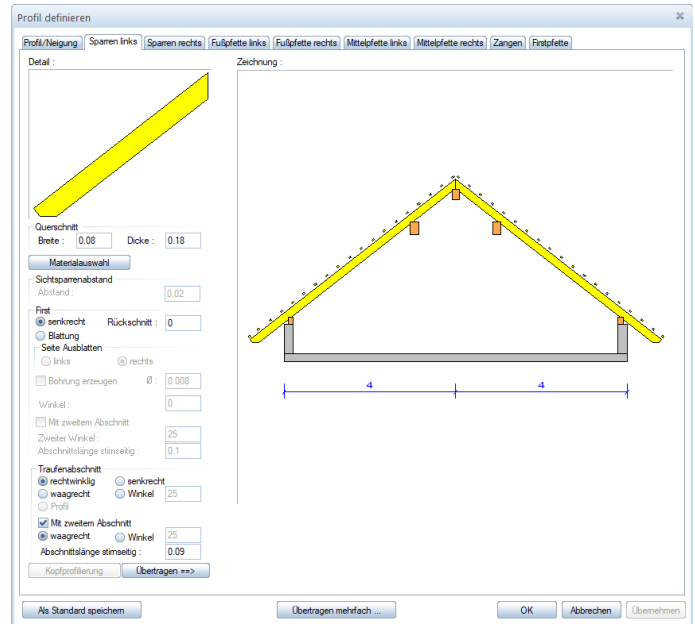 Profil definieren
Profil/Neigung Sparren links Sparren rechts Fußpfette links Fußpfette rechts Mittelpfette links Mittelpfette rechts Zangen Firstpfette
Detail :
Zeichnung :
Querschnitt
Breite : 0.08 Dicke : 0.18
Materialauswahl
Sichtsparrenabstand
Abstand : 0.02
First
senkrecht Rückschnitt : 0
Blattung
Seite Ausblatten
links rechts
Bohrung erzeugen Ø : 0.008
Winkel : 0
Mit zweitem Abschnitt
Zweiter Winkel : 25
Abschnittslänge stirnseitig : 0.1
Traufenabschnitt
rechtwinklig senkrecht
waagrecht Winkel 25
Profil
Mit zweitem Abschnitt
waagrecht Winkel 25
Abschnittslänge stirnseitig : 0.09
Kopfprofilierung Übertragen ==>
4 4
Als Standard speichern Übertragen mehrfach ... OK Abbrechen Übernehmen